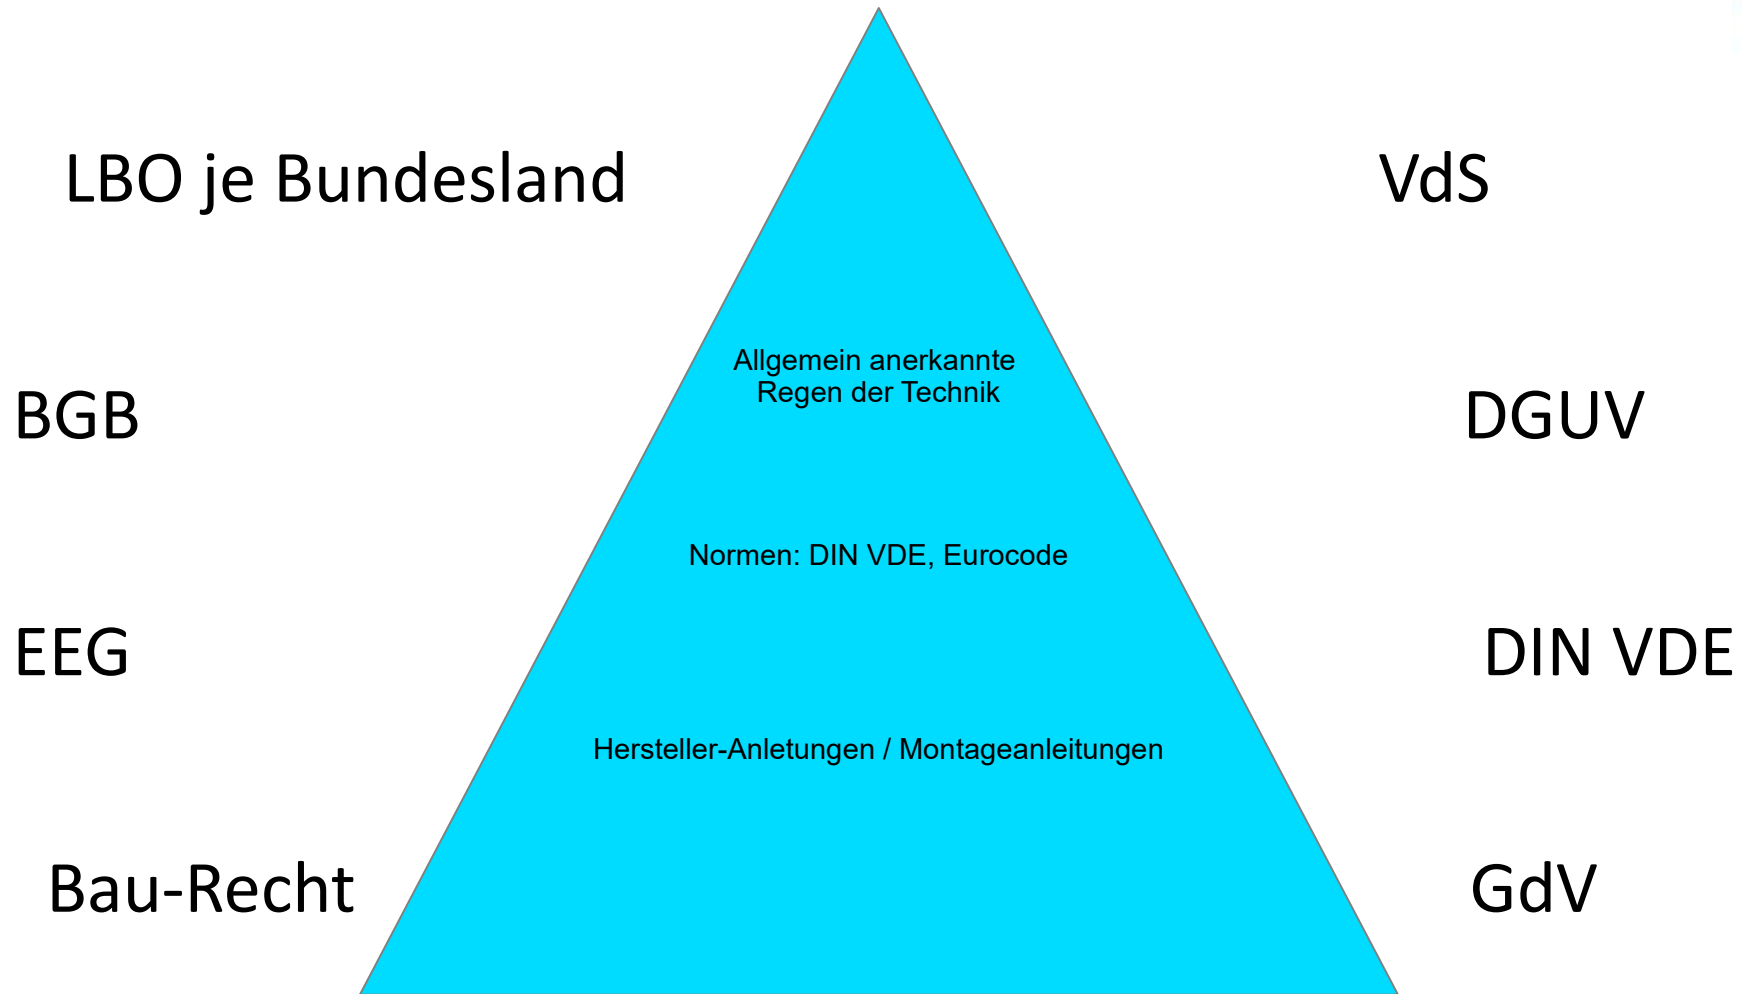 LBO je Bundesland
VdS
Allgemein anerkannte
Regen der Technik
BGB
DGUV
Normen: DIN VDE, Eurocode
EEG
DIN VDE
Hersteller-Anletungen / Montageanleitungen
Bau-Recht
GdV